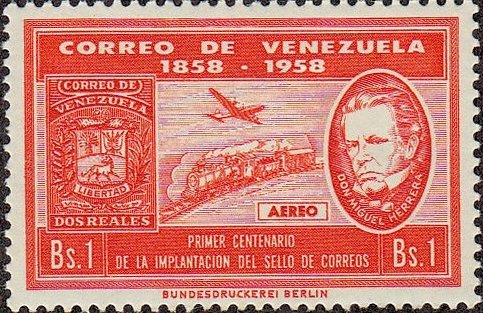 CORREO DE VENEZUELA
1858 - 1958
CORREO DE
VENEZUELA
LIBERTAD
DOS REALES
DON MIGUEL HERRERA
AEREO
Bs. 1
PRIMER CENTENARIO
DE LA IMPLANTACION DEL SELLO DE CORREOS
Bs. 1
BUNDESDRUCKEREI BERLIN